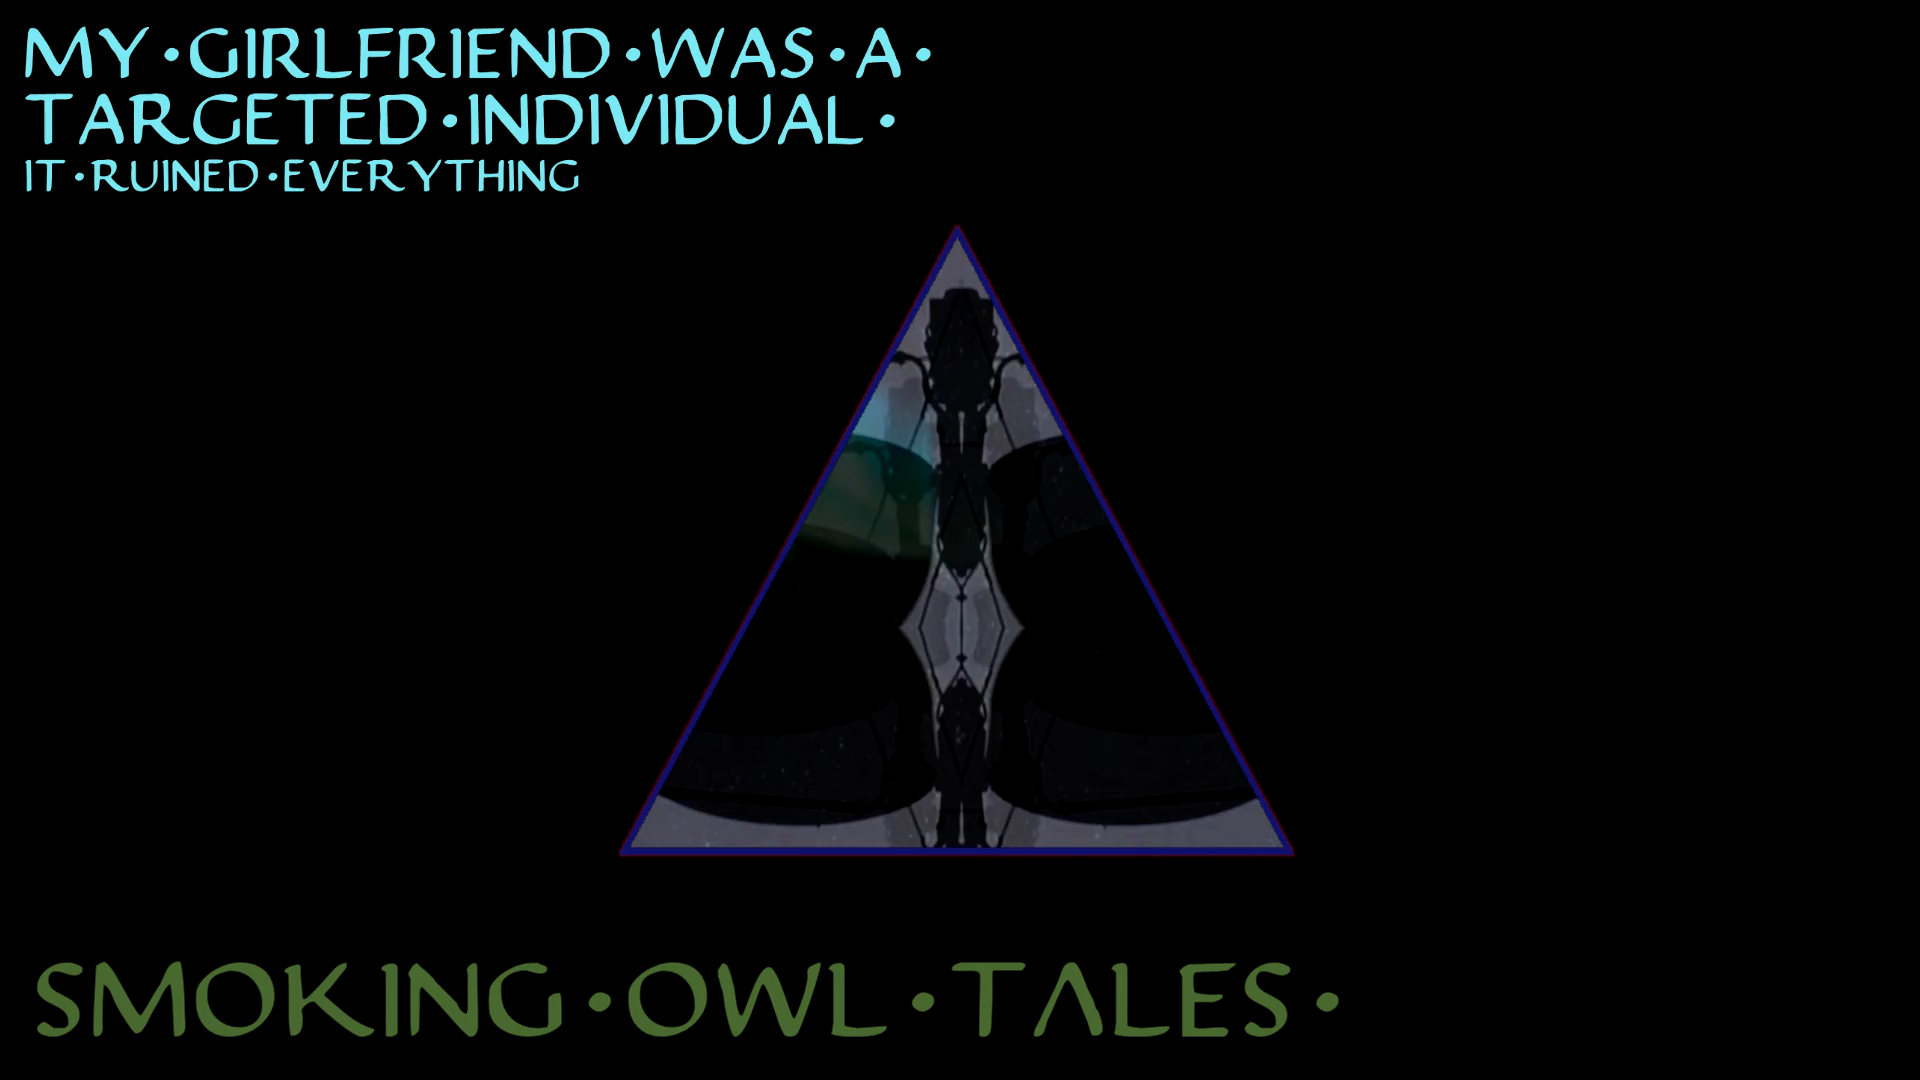 MY·GIRLFRIEND·WAS·A·
TARGETED·INDIVIDUAL·
IT·RUINED·EVERYTHING
SMOKING·OWL·TALES·